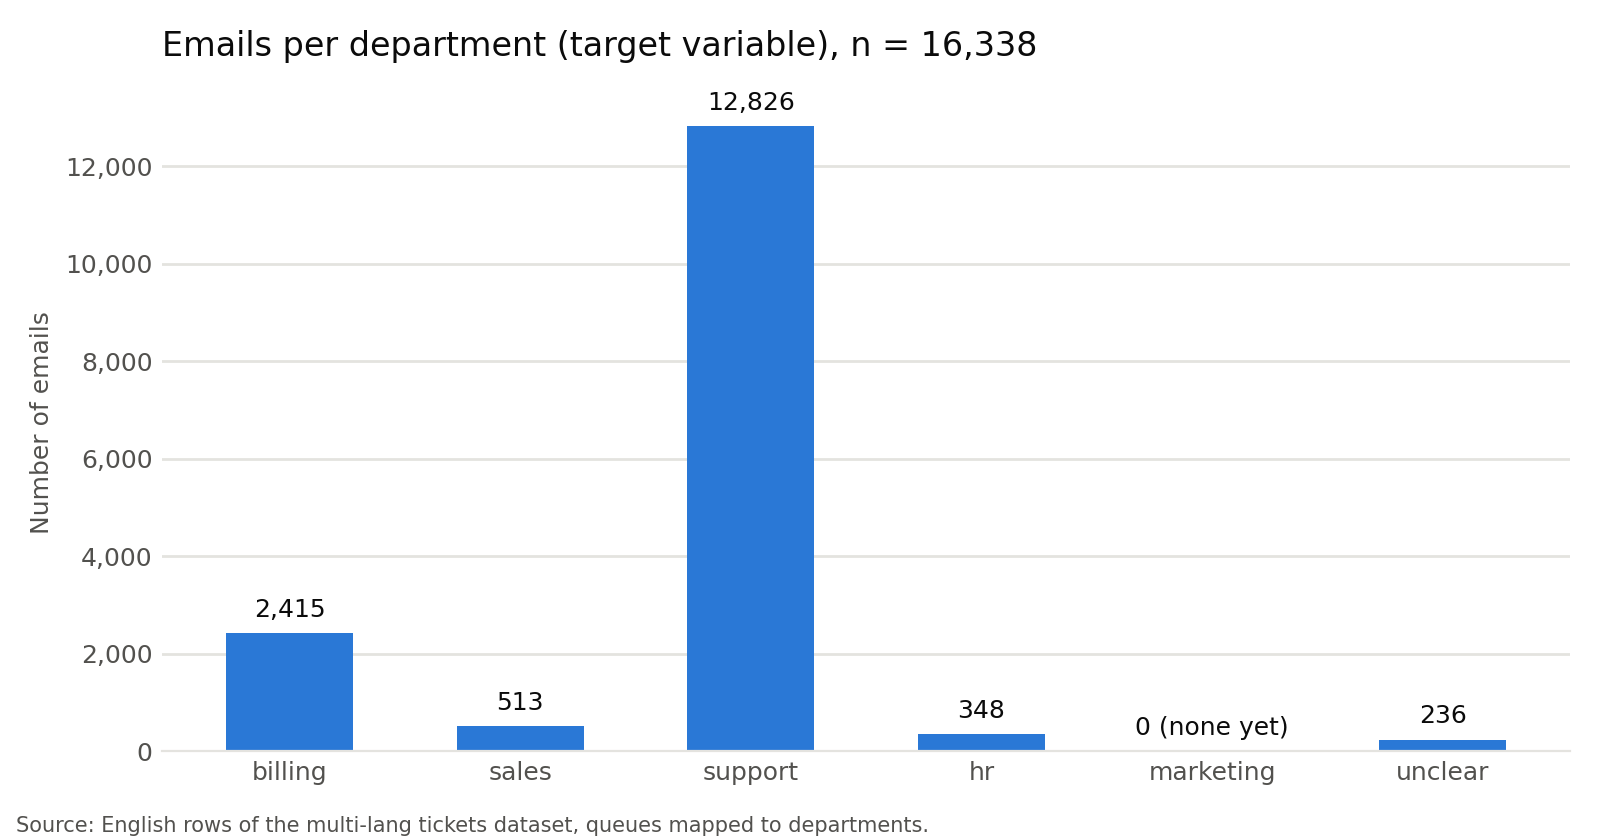 Emails per department (target variable), n = 16,338
12,826
12,000
10,000
8,000
6,000
4,000
2,000
0
Number of emails
2,415
513
348
0 (none yet)
236
billing
sales
support
hr
marketing
unclear
Source: English rows of the multi-lang tickets dataset, queues mapped to departments.